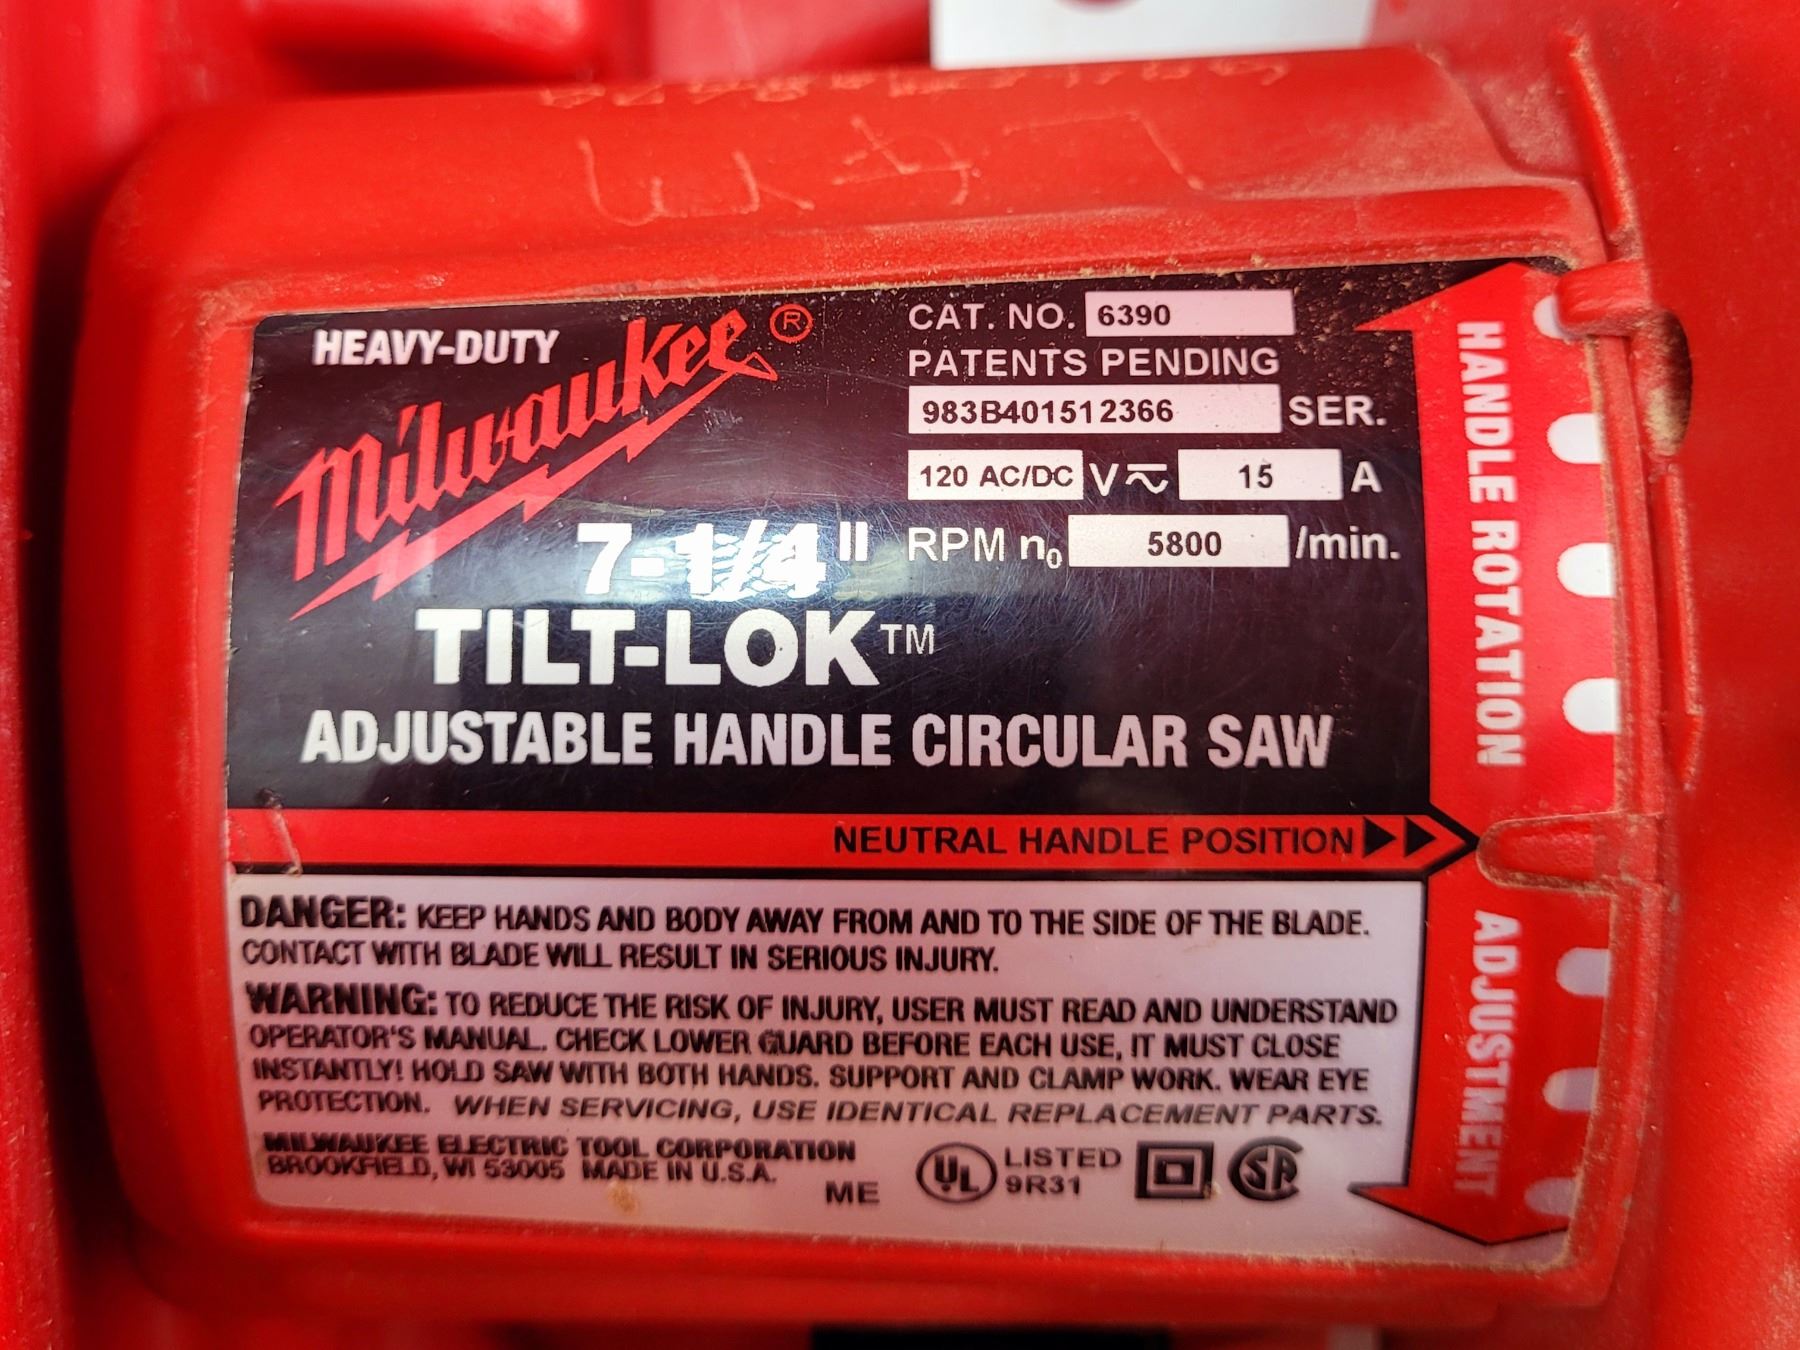 HEAVY-DUTY
Milwaukee®
7-1/4"
TILT-LOK™
ADJUSTABLE HANDLE CIRCULAR SAW
CAT. NO. 6390
PATENTS PENDING
983B401512366 SER.
120 AC/DC V 15 A
RPM n₀ 5800 /min.
HANDLE ROTATION
NEUTRAL HANDLE POSITION
ADJUSTMENT
DANGER: KEEP HANDS AND BODY AWAY FROM AND TO THE SIDE OF THE BLADE.
CONTACT WITH BLADE WILL RESULT IN SERIOUS INJURY.
WARNING: TO REDUCE THE RISK OF INJURY, USER MUST READ AND UNDERSTAND
OPERATOR'S MANUAL. CHECK LOWER GUARD BEFORE EACH USE, IT MUST CLOSE
INSTANTLY! HOLD SAW WITH BOTH HANDS. SUPPORT AND CLAMP WORK. WEAR EYE
PROTECTION. WHEN SERVICING, USE IDENTICAL REPLACEMENT PARTS.
MILWAUKEE ELECTRIC TOOL CORPORATION
BROOKFIELD, WI 53005 MADE IN U.S.A.
ME
UL LISTED
9R31
SA